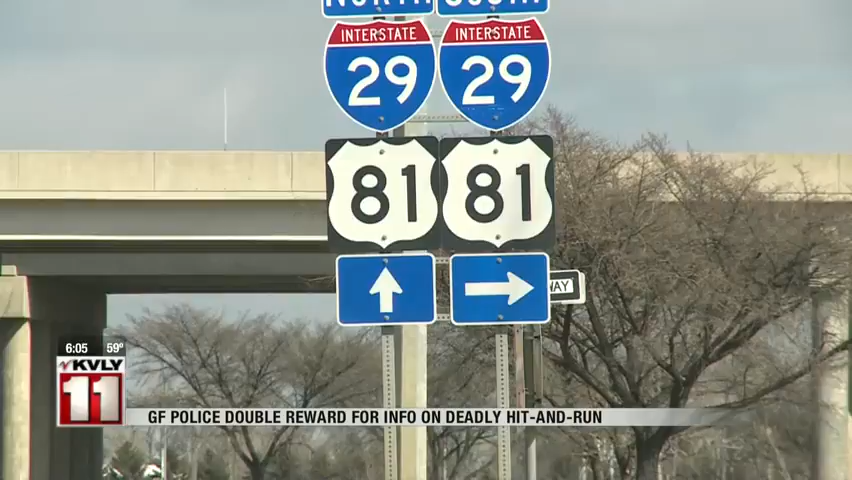 NORTH SOUTH
INTERSTATE INTERSTATE
29 29
81 81
WAY
6:05 59°
KVLY
11
GF POLICE DOUBLE REWARD FOR INFO ON DEADLY HIT-AND-RUN